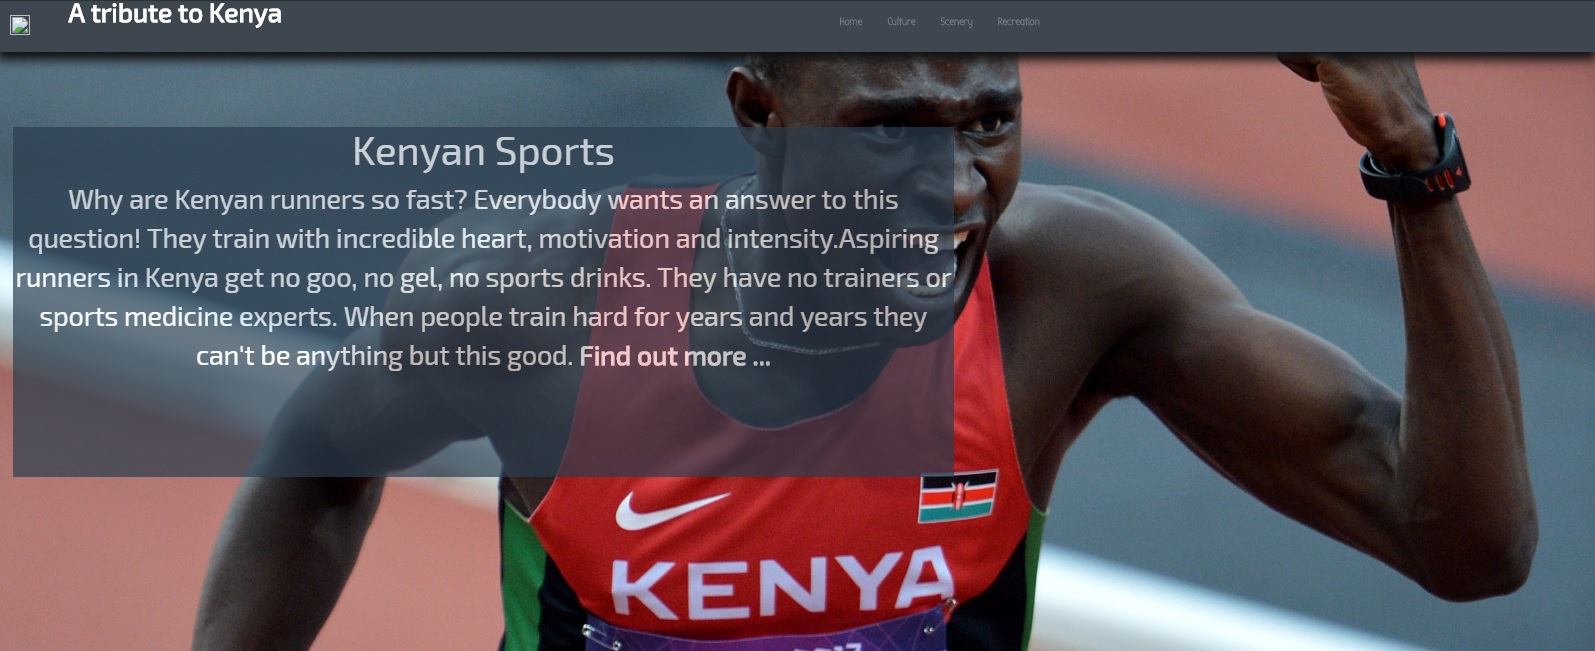 A tribute to Kenya
Home Culture Scenery Recreation
Kenyan Sports
Why are Kenyan runners so fast? Everybody wants an answer to this
question! They train with incredible heart, motivation and intensity.Aspiring
runners in Kenya get no goo, no gel, no sports drinks. They have no trainers or
sports medicine experts. When people train hard for years and years they
can't be anything but this good. Find out more ...
KENYA
2017